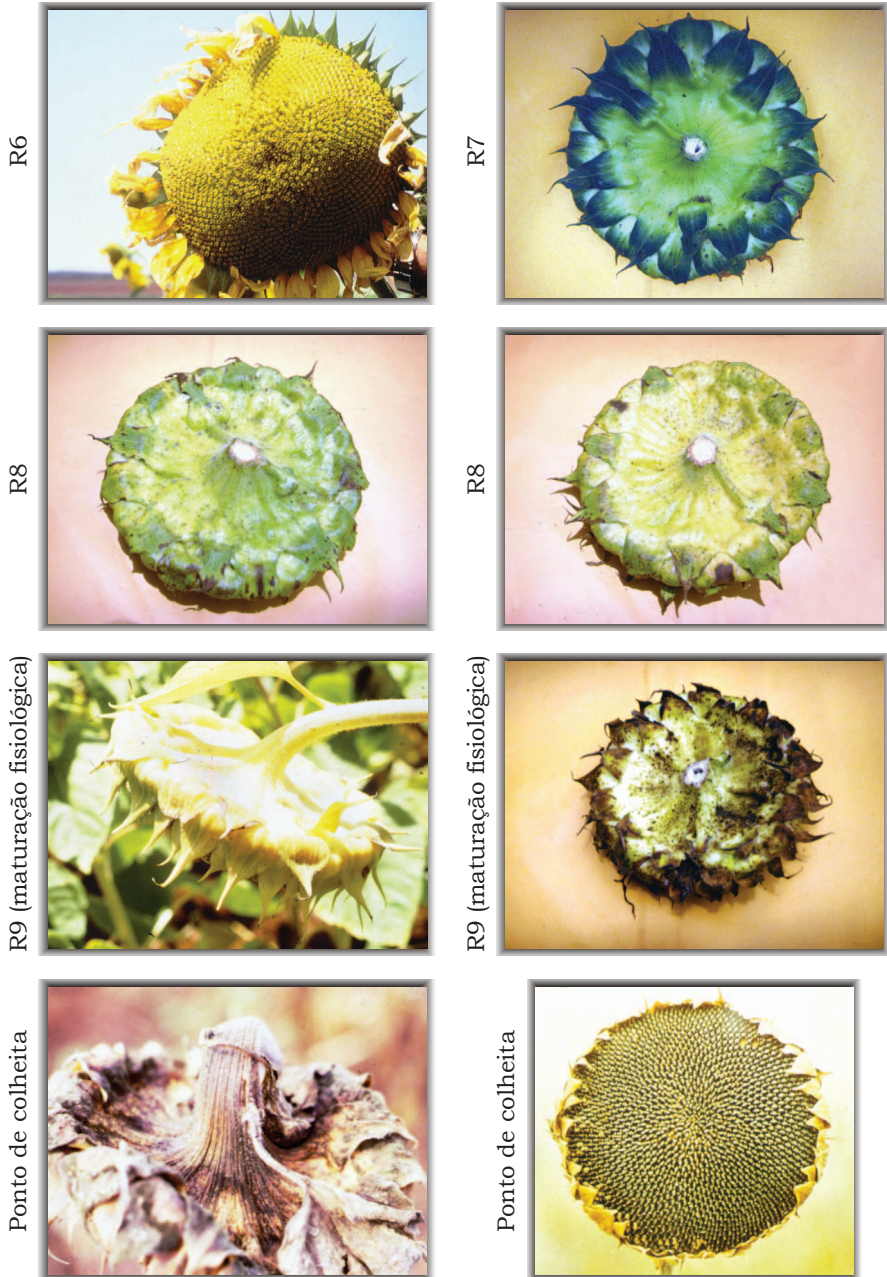 R6
R7
R8
R8
R9 (maturação fisiológica)
R9 (maturação fisiológica)
Ponto de colheita
Ponto de colheita